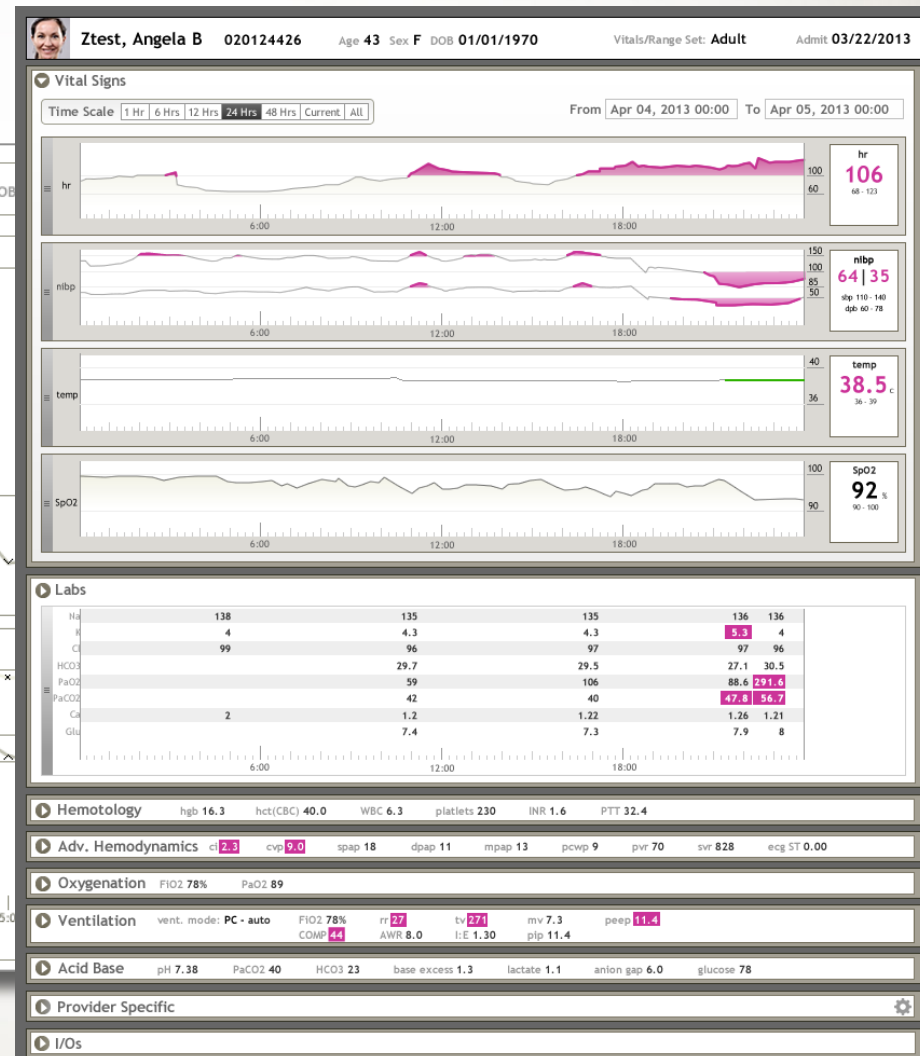 Ztest, Angela B 020124426 Age 43 Sex F DOB 01/01/1970 Vitals/Range Set: Adult Admit 03/22/2013
Vital Signs
Time Scale 1 Hr 6 Hrs 12 Hrs 24 Hrs 48 Hrs Current All From Apr 04, 2013 00:00 To Apr 05, 2013 00:00
hr 100 60 hr 106 68 - 123
6:00 12:00 18:00
nibp 150 100 85 50 nibp 64|35 sbp 110 - 140 dpb 60 - 78
6:00 12:00 18:00
temp 40 36 temp 38.5 c 36 - 39
6:00 12:00 18:00
SpO2 100 90 SpO2 92 % 90 - 100
6:00 12:00 18:00
Labs
Na 138 135 135 136 136
K 4 4.3 4.3 5.3 4
Cl 99 96 97 97 96
HCO3 29.7 29.5 27.1 30.5
PaO2 59 106 88.6 291.6
PaCO2 42 40 47.8 56.7
Ca 2 1.2 1.22 1.26 1.21
Glu 7.4 7.3 7.9 8
6:00 12:00 18:00
Hemotology hgb 16.3 hct(CBC) 40.0 WBC 6.3 platlets 230 INR 1.6 PTT 32.4
Adv. Hemodynamics ci 2.3 cvp 9.0 spap 18 dpap 11 mpap 13 pcwp 9 pvr 70 svr 828 ecg ST 0.00
Oxygenation FiO2 78% PaO2 89
Ventilation vent. mode: PC - auto FiO2 78% rr 27 tv 271 mv 7.3 peep 11.4
COMP 44 AWR 8.0 I:E 1.30 pip 11.4
Acid Base pH 7.38 PaCO2 40 HCO3 23 base excess 1.3 lactate 1.1 anion gap 6.0 glucose 78
Provider Specific
I/Os